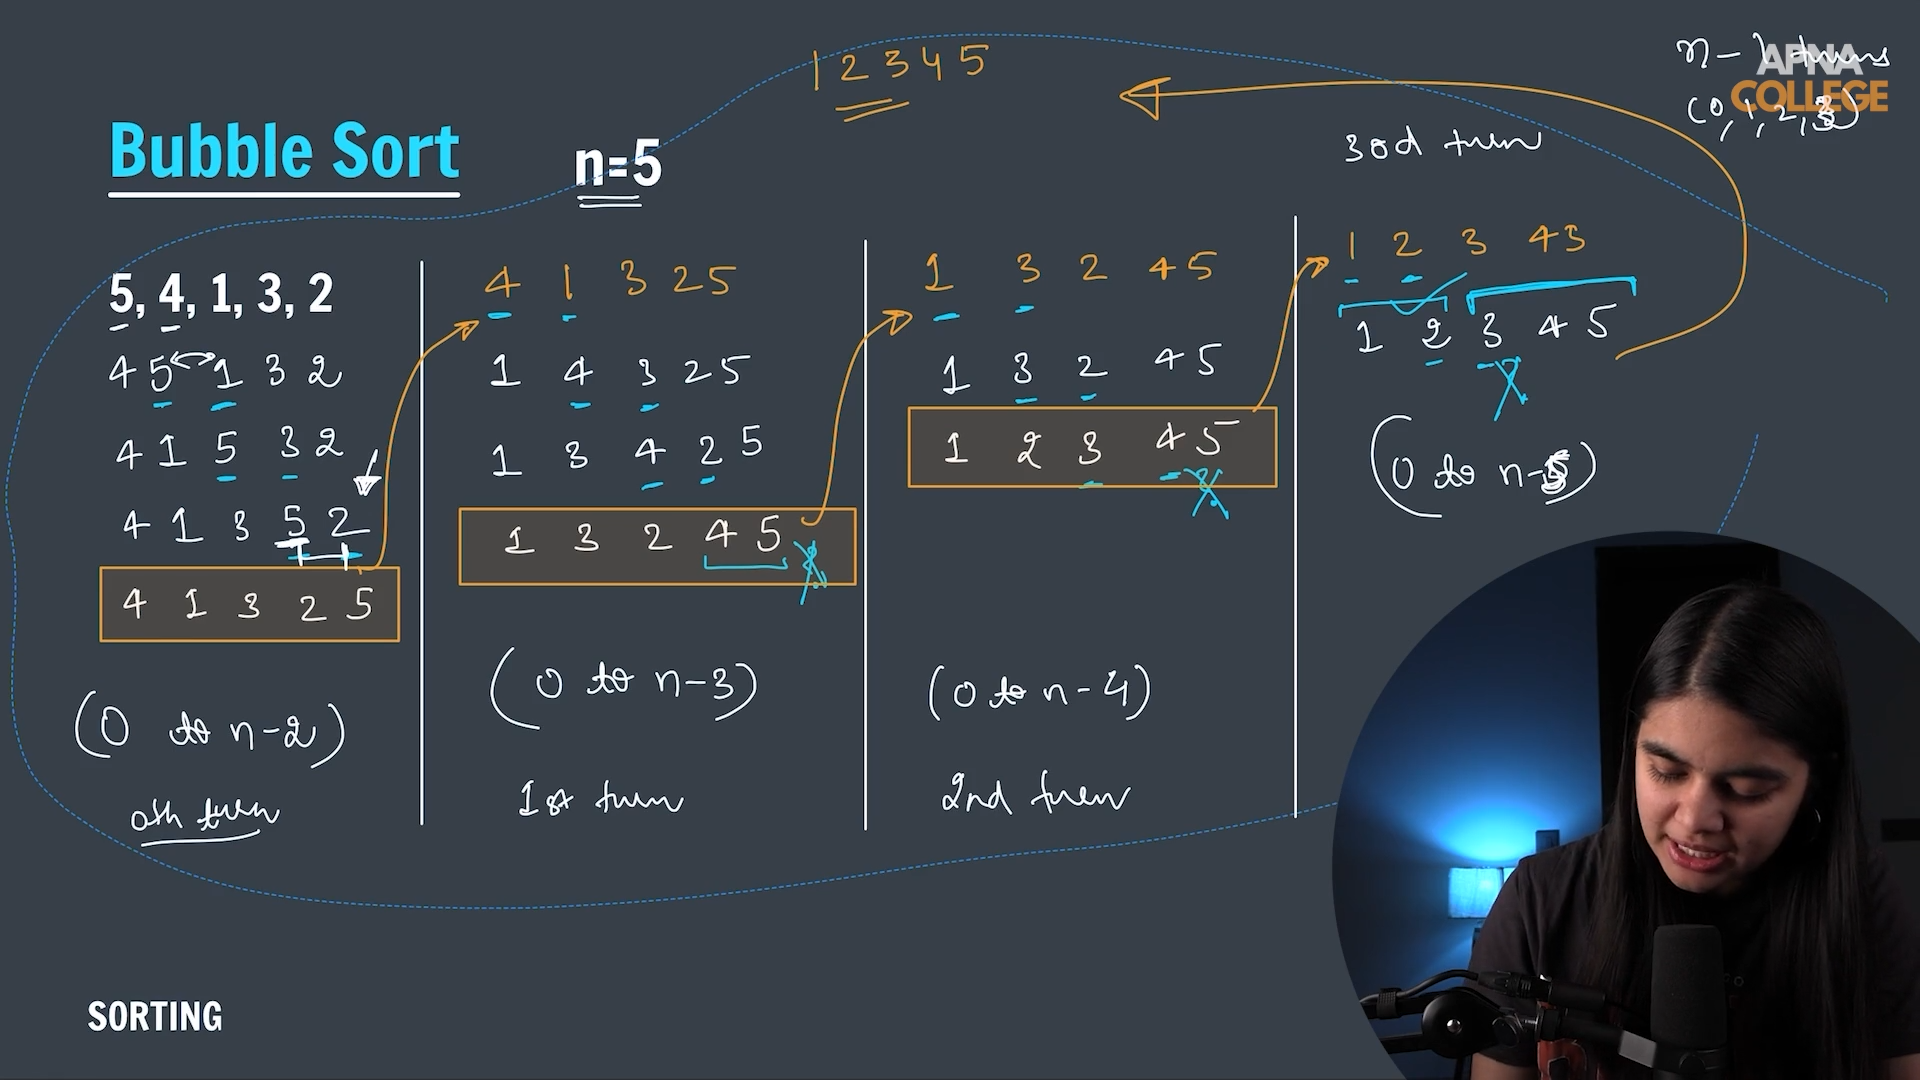 1 2 3 4 5
n-1 turns
APNA
COLLEGE
(0, 1, 2, 3)
Bubble Sort
n=5
5, 4, 1, 3, 2
4 5 1 3 2
4 1 5 3 2
4 1 3 5 2
4 1 3 2 5
(0 to n-2)
0th turn
4 1 3 2 5
1 4 3 2 5
1 3 4 2 5
1 3 2 4 5
(0 to n-3)
1st turn
1 3 2 4 5
1 3 2 4 5
1 2 3 4 5
(0 to n-4)
2nd turn
3rd turn
1 2 3 4 5
1 2 3 4 5
(0 to n-5)
SORTING